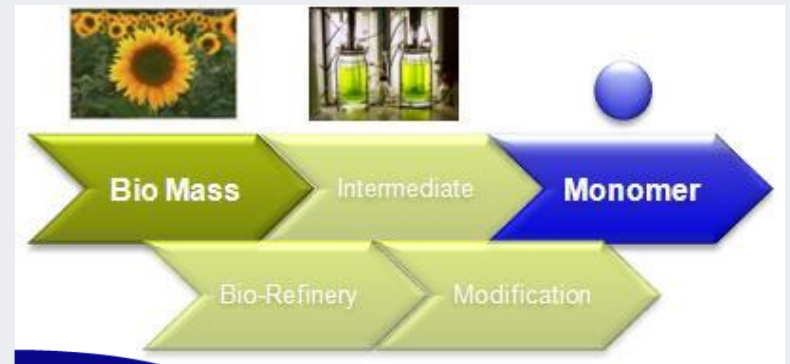 Bio Mass
Intermediate
Monomer
Bio-Refinery
Modification